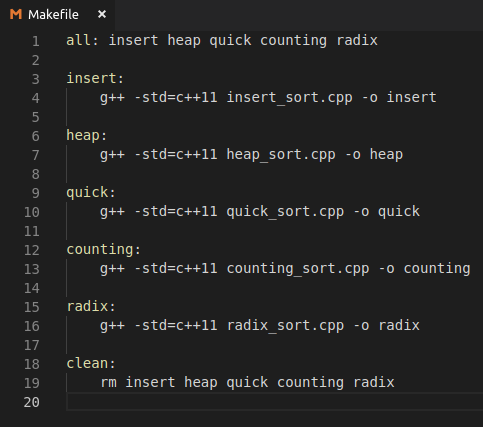 Makefile
1 all: insert heap quick counting radix
2
3 insert:
4     g++ -std=c++11 insert_sort.cpp -o insert
5
6 heap:
7     g++ -std=c++11 heap_sort.cpp -o heap
8
9 quick:
10     g++ -std=c++11 quick_sort.cpp -o quick
11
12 counting:
13     g++ -std=c++11 counting_sort.cpp -o counting
14
15 radix:
16     g++ -std=c++11 radix_sort.cpp -o radix
17
18 clean:
19     rm insert heap quick counting radix
20